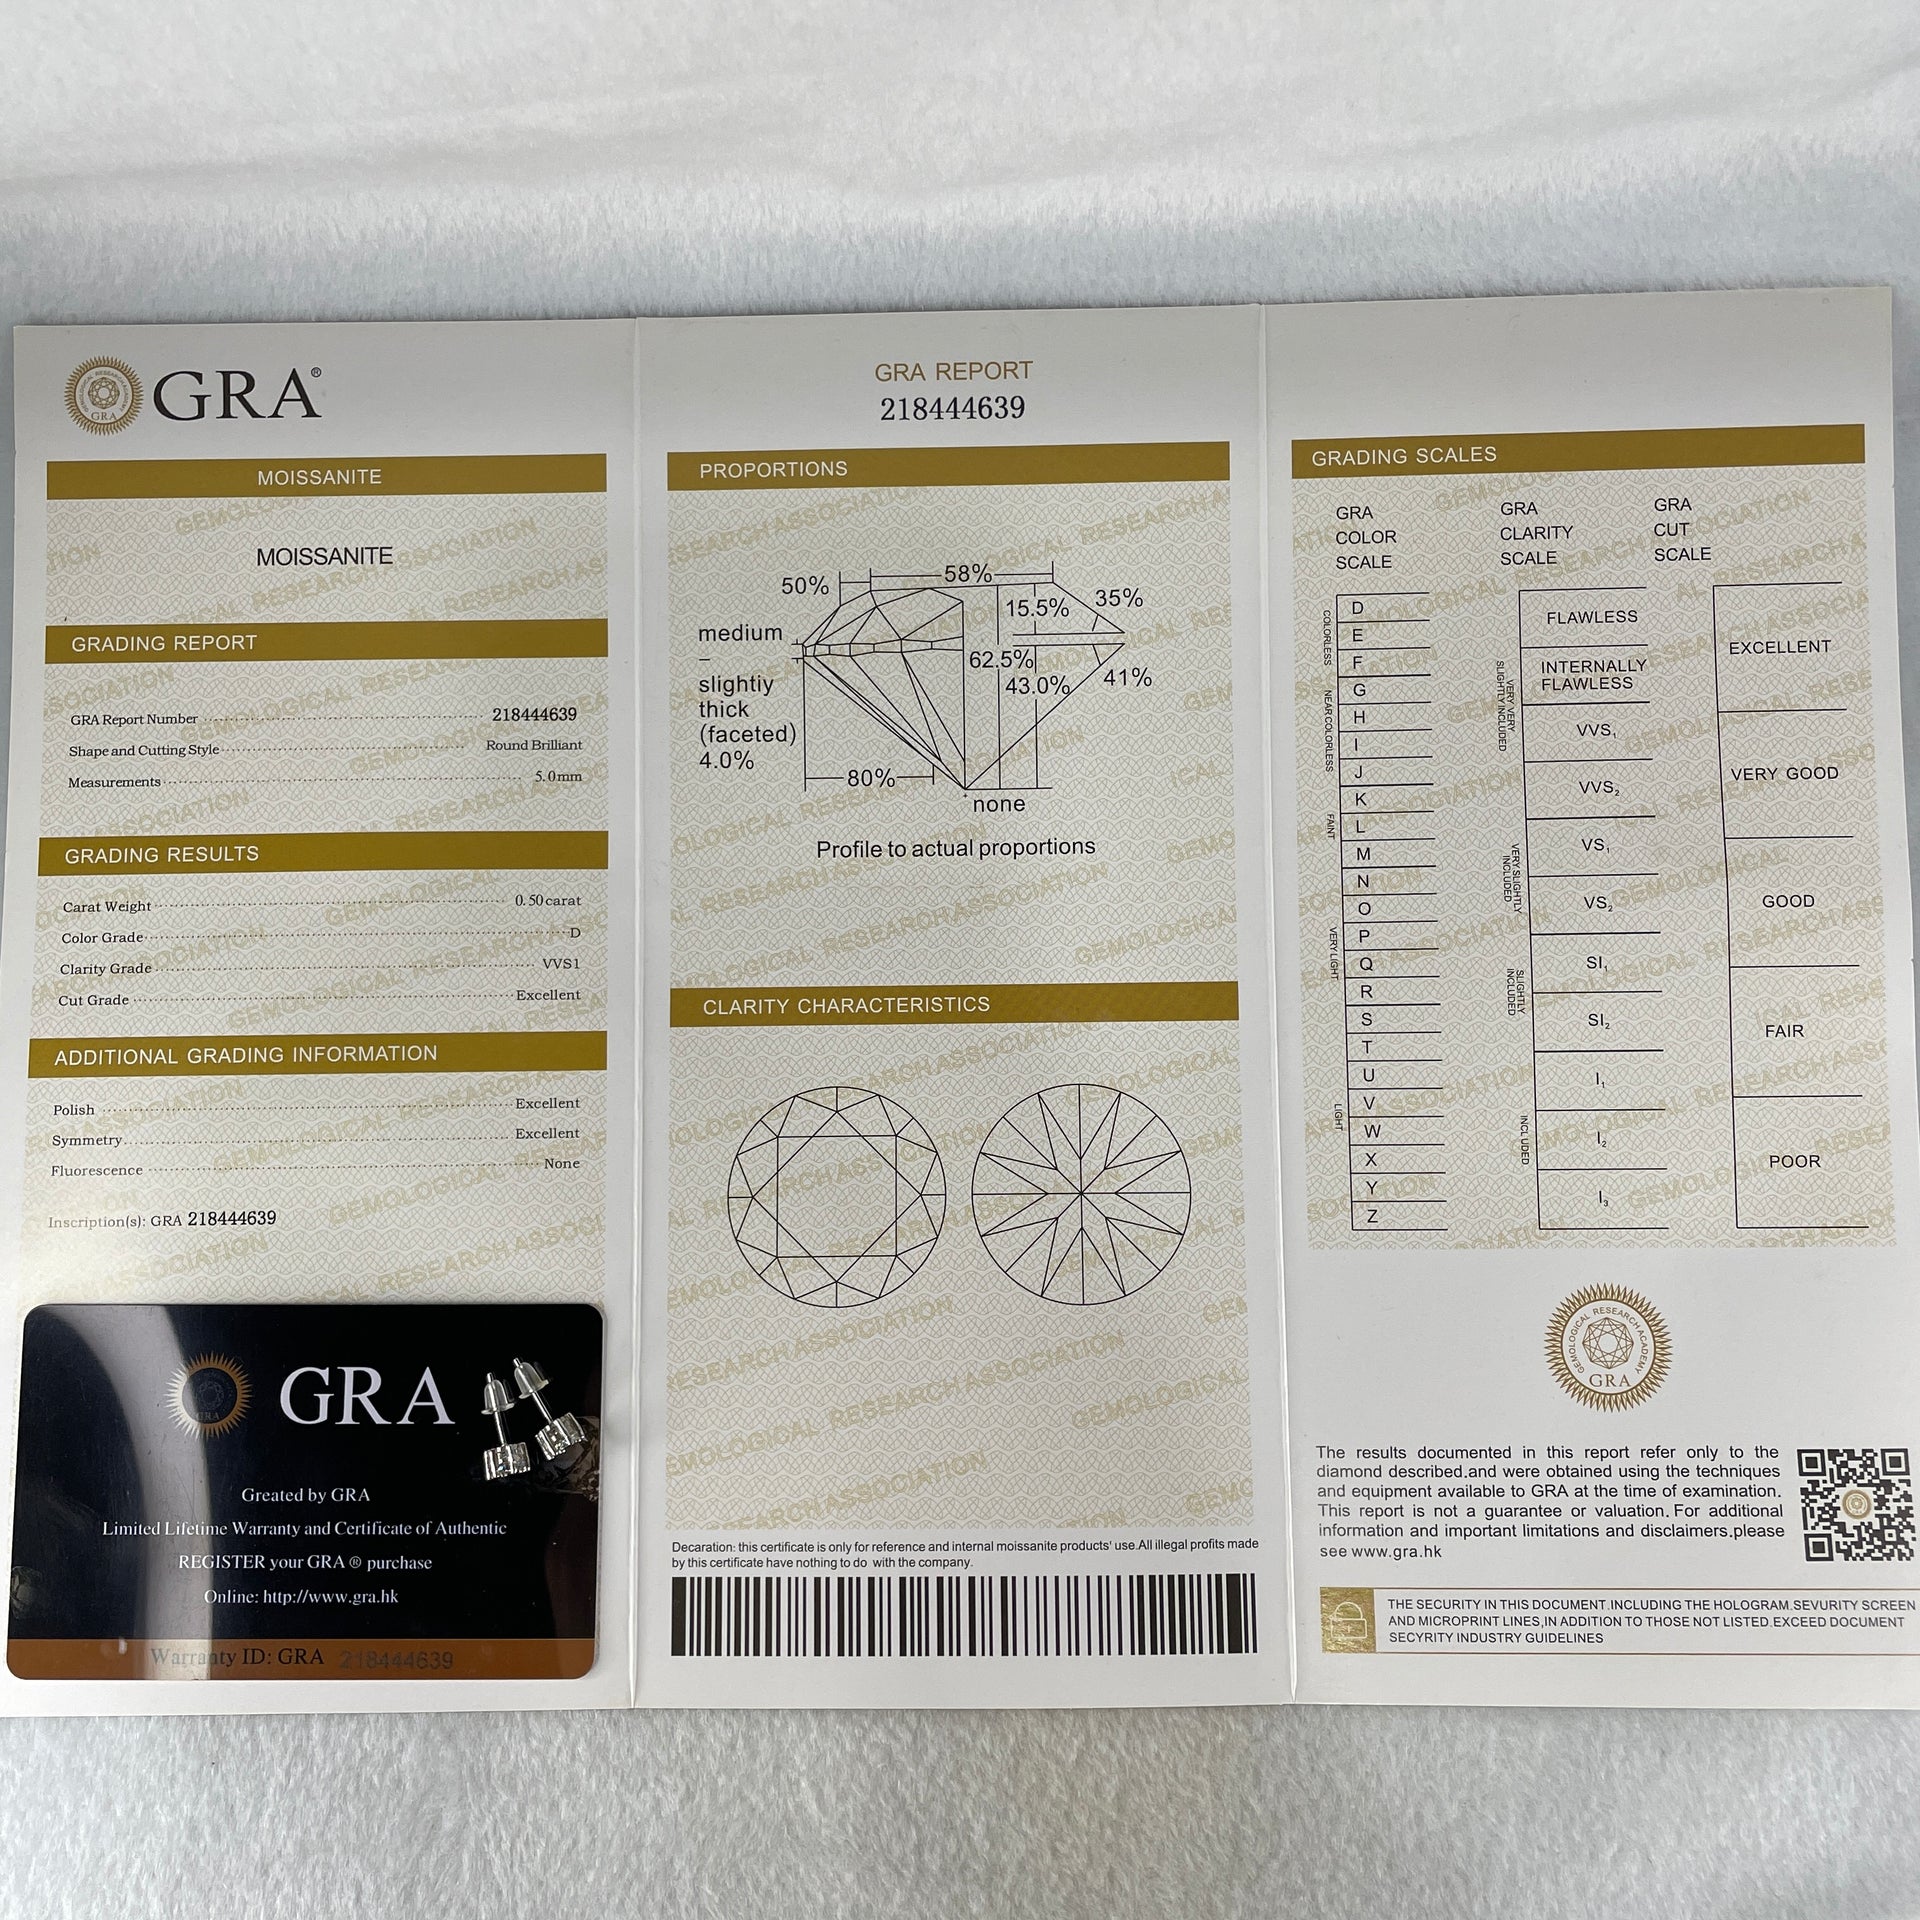 GRA®
GEMOLOGICAL RESEARCH ACADEMY
GRA
MOISSANITE
MOISSANITE
GRADING REPORT
GRA Report Number 218444639
Shape and Cutting Style Round Brilliant
Measurements 5.0mm
GRADING RESULTS
Carat Weight 0.50carat
Color Grade D
Clarity Grade VVS1
Cut Grade Excellent
ADDITIONAL GRADING INFORMATION
Polish Excellent
Symmetry Excellent
Fluorescence None
Inscription(s): GRA 218444639
GRA
GRA
Greated by GRA
Limited Lifetime Warranty and Certificate of Authentic
REGISTER your GRA ® purchase
Online: http://www.gra.hk
Warranty ID: GRA 218444639
GRA REPORT
218444639
PROPORTIONS
50%
58%
15.5%
35%
medium
–
slightiy
thick
(faceted)
4.0%
62.5%
43.0%
41%
80%
none
Profile to actual proportions
CLARITY CHARACTERISTICS
Decaration: this certificate is only for reference and internal moissanite products' use.All illegal profits made
by this certificate have nothing to do with the company.
GRADING SCALES
GRA
COLOR
SCALE
COLORLESS
NEAR COLORLESS
FAINT
VERY LIGHT
LIGHT
D
E
F
G
H
I
J
K
L
M
N
O
P
Q
R
S
T
U
V
W
X
Y
Z
GRA
CLARITY
SCALE
VERY VERY
SLIGHTLY INCLUDED
VERY SLIGHTLY
INCLUDED
SLIGHTLY
INCLUDED
INCLUDED
FLAWLESS
INTERNALLY
FLAWLESS
VVS1
VVS2
VS1
VS2
SI1
SI2
I1
I2
I3
GRA
CUT
SCALE
EXCELLENT
VERY GOOD
GOOD
FAIR
POOR
GEMOLOGICAL RESEARCH ACADEMY
GRA
The results documented in this report refer only to the
diamond described.and were obtained using the techniques
and equipment available to GRA at the time of examination.
This report is not a guarantee or valuation. For additional
information and important limitations and disclaimers.please
see www.gra.hk
THE SECURITY IN THIS DOCUMENT.INCLUDING THE HOLOGRAM.SEVURITY SCREEN
AND MICROPRINT LINES,IN ADDITION TO THOSE NOT LISTED.EXCEED DOCUMENT
SECYRITY INDUSTRY GUIDELINES